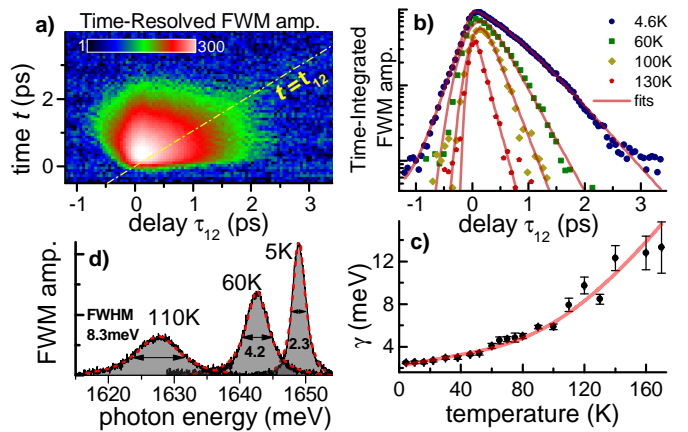 Time-Resolved FWM amp.
a)
1 300
t=t12
time t (ps)
2
1
0
-1 0 1 2 3
delay τ12 (ps)
b)
4.6K
60K
100K
130K
fits
Time-Integrated
FWM amp.
-1 0 1 2 3
delay τ12 (ps)
d)
5K
60K
110K
FWHM
8.3meV
4.2
2.3
FWM amp.
1620 1630 1640 1650
photon energy (meV)
c)
γ (meV)
12
8
4
0 40 80 120 160
temperature (K)